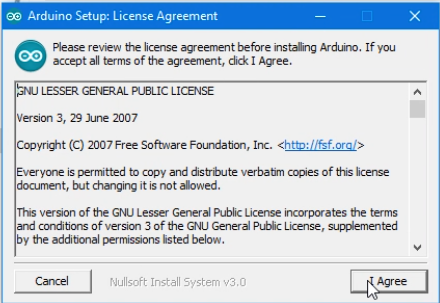 Arduino Setup: License Agreement
Please review the license agreement before installing Arduino. If you
accept all terms of the agreement, click I Agree.
GNU LESSER GENERAL PUBLIC LICENSE
Version 3, 29 June 2007
Copyright (C) 2007 Free Software Foundation, Inc. <http://fsf.org/>
Everyone is permitted to copy and distribute verbatim copies of this license
document, but changing it is not allowed.
This version of the GNU Lesser General Public License incorporates the terms
and conditions of version 3 of the GNU General Public License, supplemented
by the additional permissions listed below.
Cancel
Nullsoft Install System v3.0
I Agree